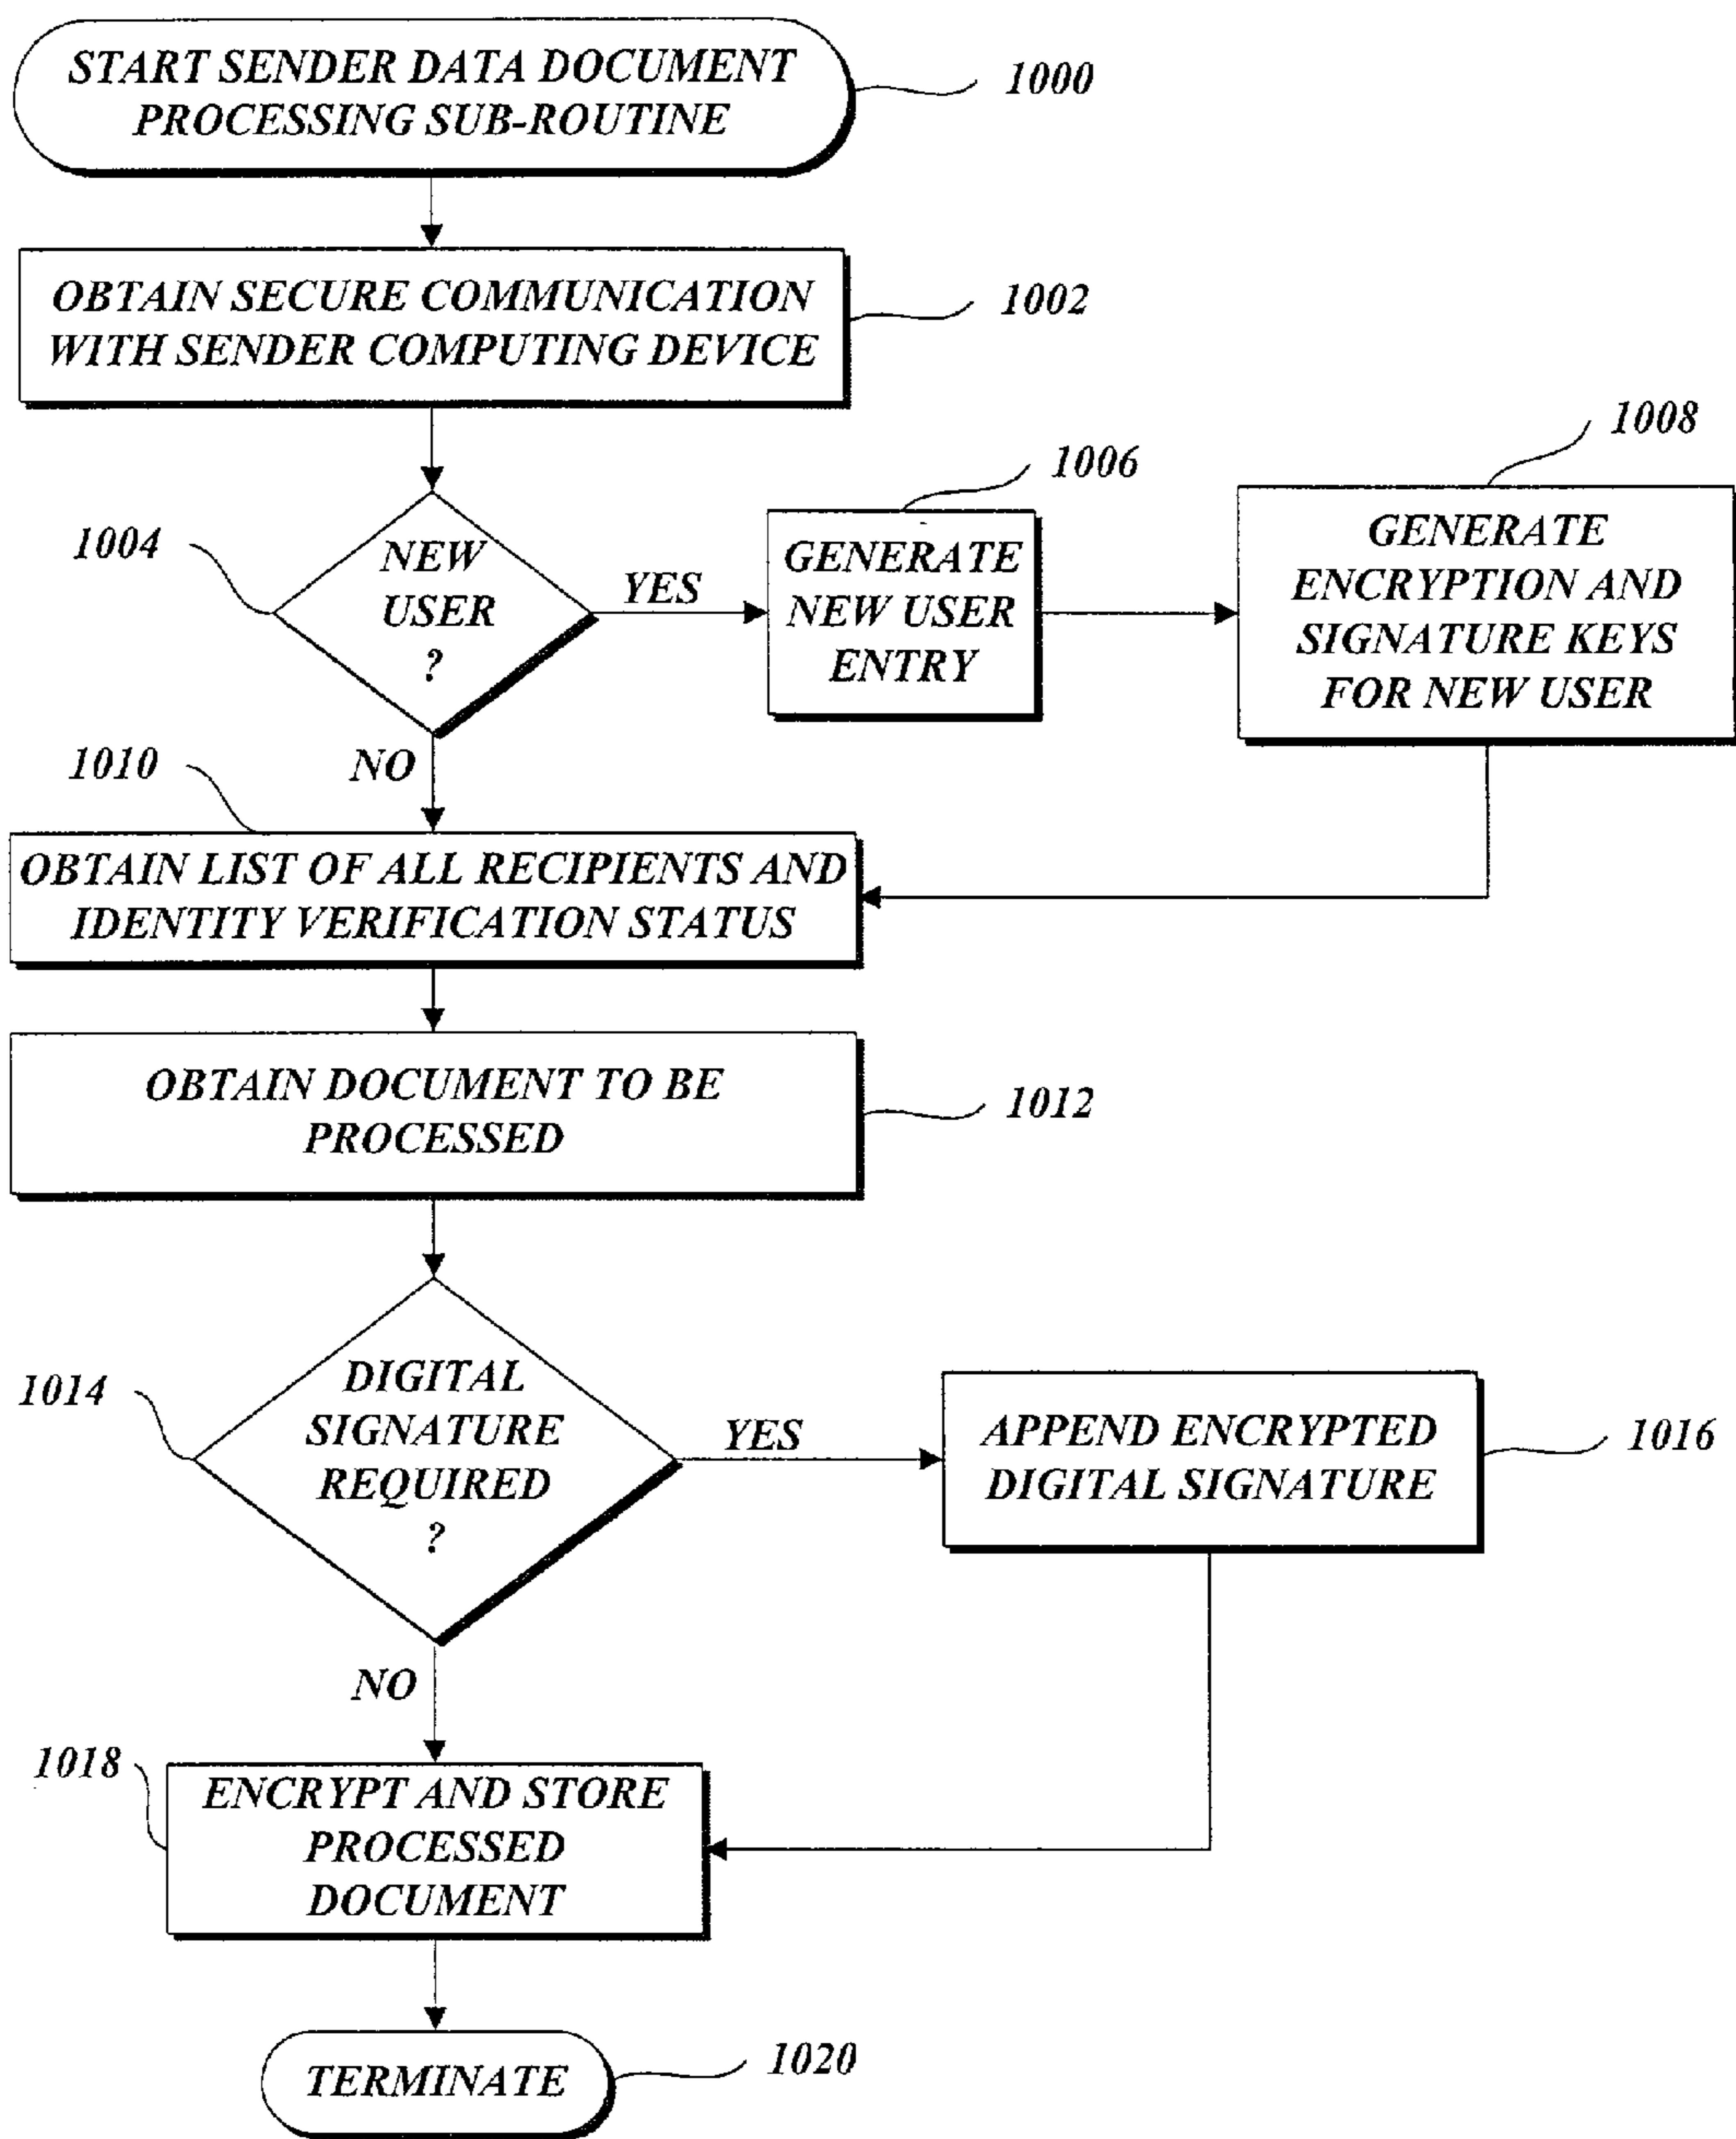 START SENDER DATA DOCUMENT
PROCESSING SUB-ROUTINE
1000
OBTAIN SECURE COMMUNICATION
WITH SENDER COMPUTING DEVICE
1002
1004
NEW
USER
?
YES
NO
1006
GENERATE
NEW USER
ENTRY
1008
GENERATE
ENCRYPTION AND
SIGNATURE KEYS
FOR NEW USER
1010
OBTAIN LIST OF ALL RECIPIENTS AND
IDENTITY VERIFICATION STATUS
OBTAIN DOCUMENT TO BE
PROCESSED
1012
1014
DIGITAL
SIGNATURE
REQUIRED
?
YES
NO
APPEND ENCRYPTED
DIGITAL SIGNATURE
1016
1018
ENCRYPT AND STORE
PROCESSED
DOCUMENT
TERMINATE
1020